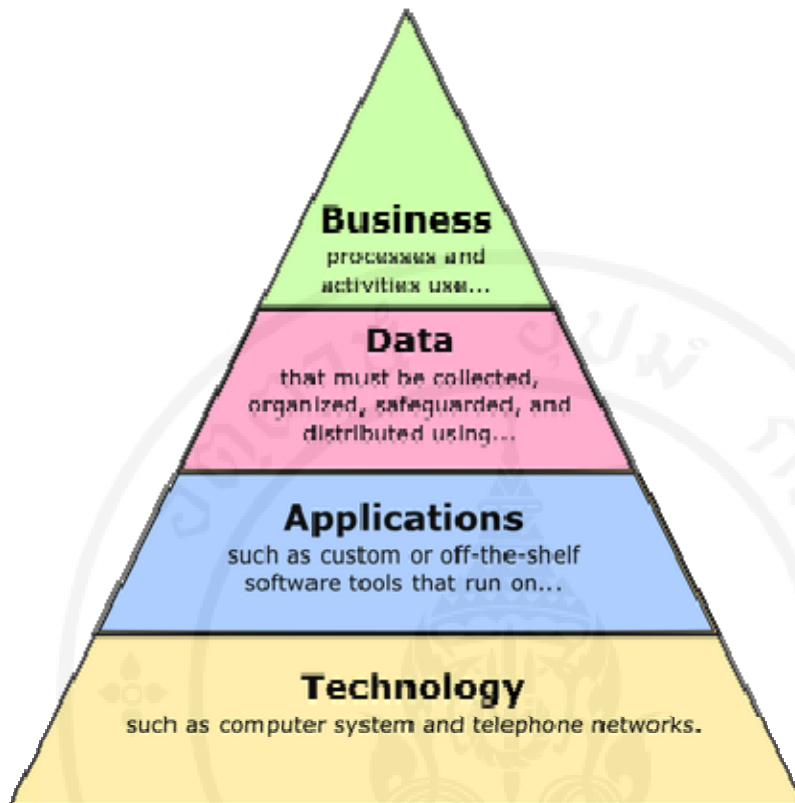 Business
processes and
activities use...
Data
that must be collected,
organized, safeguarded, and
distributed using...
Applications
such as custom or off-the-shelf
software tools that run on...
Technology
such as computer system and telephone networks.